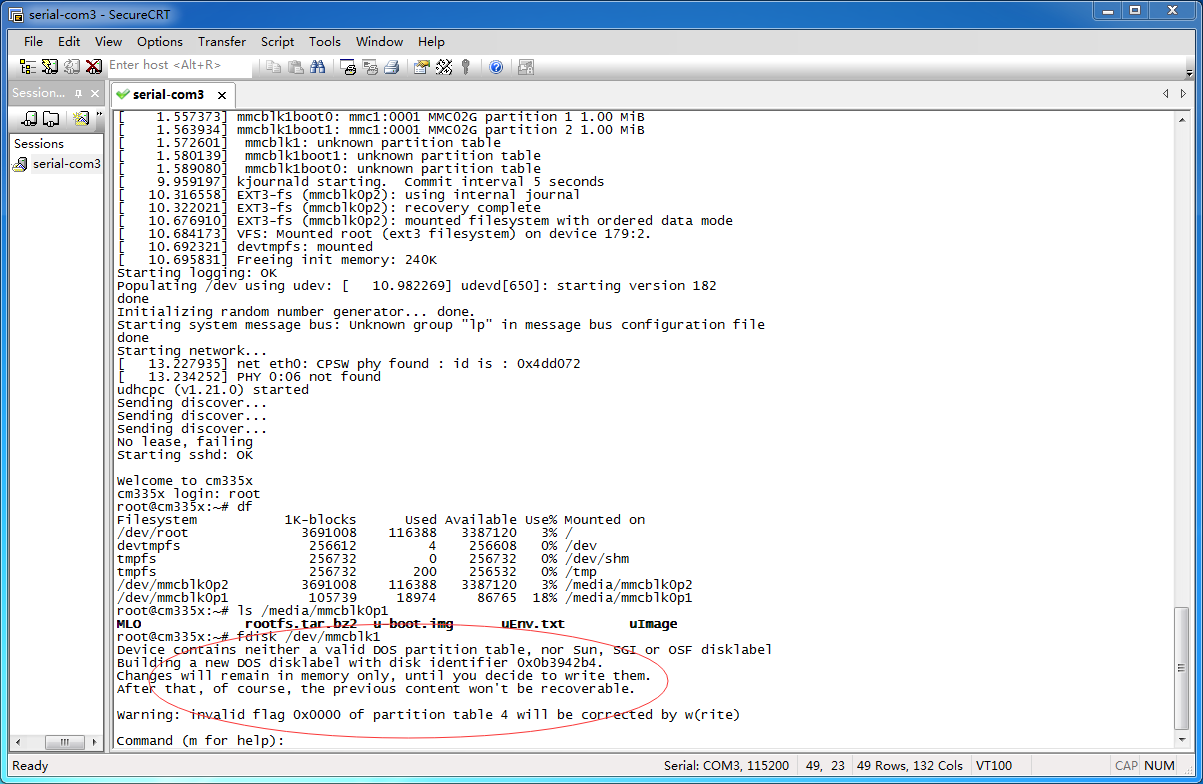 serial-com3 - SecureCRT
File Edit View Options Transfer Script Tools Window Help
Enter host <Alt+R>
Session...
serial-com3
Sessions
serial-com3
[    1.557373] mmcblk1boot0: mmc1:0001 MMC02G partition 1 1.00 MiB
[    1.563934] mmcblk1boot1: mmc1:0001 MMC02G partition 2 1.00 MiB
[    1.572601]  mmcblk1: unknown partition table
[    1.580139]  mmcblk1boot1: unknown partition table
[    1.589080]  mmcblk1boot0: unknown partition table
[    9.959197] kjournald starting.  Commit interval 5 seconds
[   10.316558] EXT3-fs (mmcblk0p2): using internal journal
[   10.322021] EXT3-fs (mmcblk0p2): recovery complete
[   10.676910] EXT3-fs (mmcblk0p2): mounted filesystem with ordered data mode
[   10.684173] VFS: Mounted root (ext3 filesystem) on device 179:2.
[   10.692321] devtmpfs: mounted
[   10.695831] Freeing init memory: 240K
Starting logging: OK
Populating /dev using udev: [   10.982269] udevd[650]: starting version 182
done
Initializing random number generator... done.
Starting system message bus: Unknown group "lp" in message bus configuration file
done
Starting network...
[   13.227935] net eth0: CPSW phy found : id is : 0x4dd072
[   13.234252] PHY 0:06 not found
udhcpc (v1.21.0) started
Sending discover...
Sending discover...
Sending discover...
No lease, failing
Starting sshd: OK
Welcome to cm335x
cm335x login: root
root@cm335x:~# df
Filesystem           1K-blocks      Used Available Use% Mounted on
/dev/root              3691008    116388   3387120   3% /
devtmpfs                256612         4    256608   0% /dev
tmpfs                   256732         0    256732   0% /dev/shm
tmpfs                   256732       200    256532   0% /tmp
/dev/mmcblk0p2         3691008    116388   3387120   3% /media/mmcblk0p2
/dev/mmcblk0p1          105739     18974     86765  18% /media/mmcblk0p1
root@cm335x:~# ls /media/mmcblk0p1
MLO             rootfs.tar.bz2  u-boot.img      uEnv.txt        uImage
root@cm335x:~# fdisk /dev/mmcblk1
Device contains neither a valid DOS partition table, nor Sun, SGI or OSF disklabel
Building a new DOS disklabel with disk identifier 0x0b3942b4.
Changes will remain in memory only, until you decide to write them.
After that, of course, the previous content won't be recoverable.
Warning: invalid flag 0x0000 of partition table 4 will be corrected by w(rite)
Command (m for help):
Ready Serial: COM3, 115200 49, 23 49 Rows, 132 Cols VT100 CAP NUM